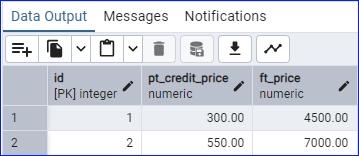 Data Output Messages Notifications
id pt_credit_price ft_price
[PK] integer numeric numeric
1 1 300.00 4500.00
2 2 550.00 7000.00